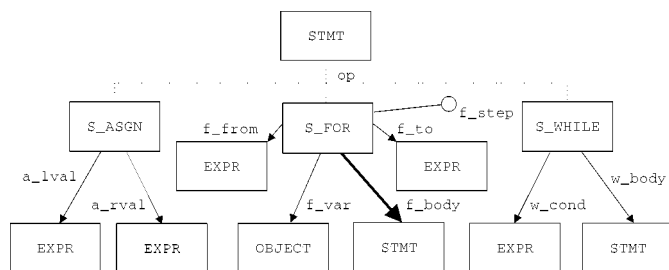 STMT
op
S_ASGN
f_from
S_FOR
f_to
f_step
S_WHILE
EXPR
EXPR
a_lval
a_rval
f_var
f_body
w_cond
w_body
EXPR
EXPR
OBJECT
STMT
EXPR
STMT